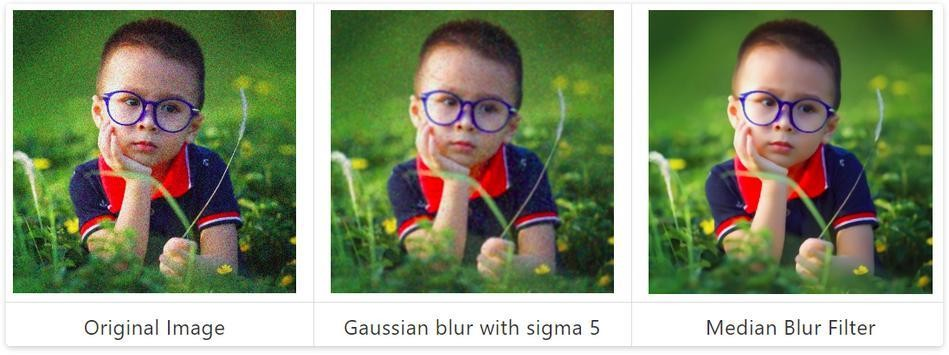 Original Image
Gaussian blur with sigma 5
Median Blur Filter